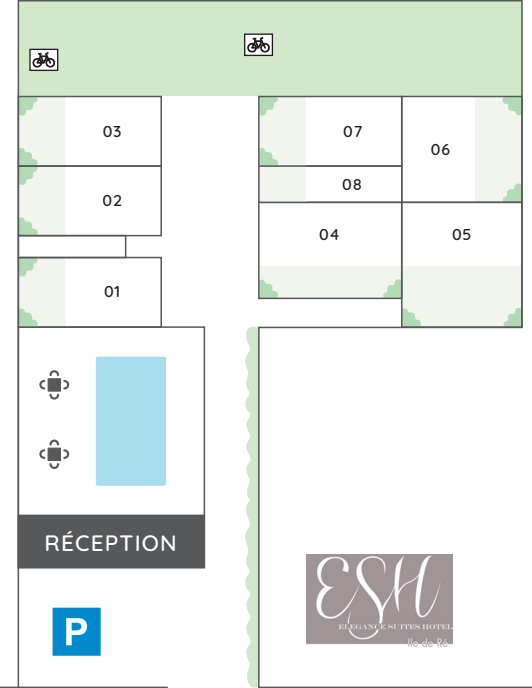 03
07
06
02
08
04
05
01
RÉCEPTION
P
ESH
ELEGANCE SUITES HOTEL
Ile de Ré